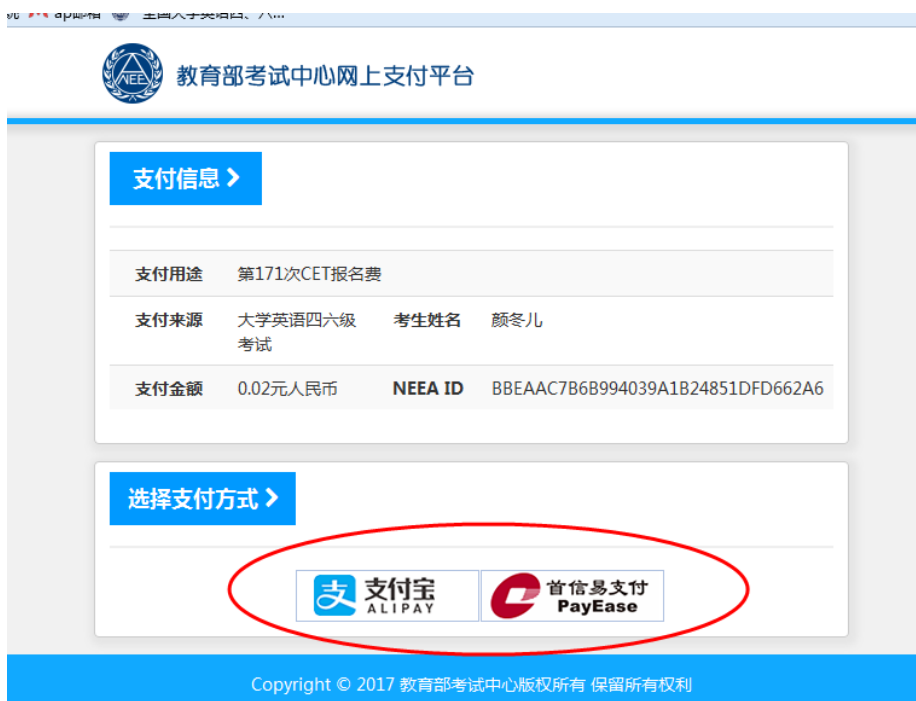 NEE
教育部考试中心网上支付平台
支付信息
支付用途 第171次CET报名费
支付来源 大学英语四六级 考生姓名 颜冬儿
考试
支付金额 0.02元人民币 NEEA ID BBEAAC7B6B994039A1B24851DFD662A6
选择支付方式
支 支付宝 首信易支付
ALIPAY PayEase
Copyright © 2017 教育部考试中心版权所有 保留所有权利